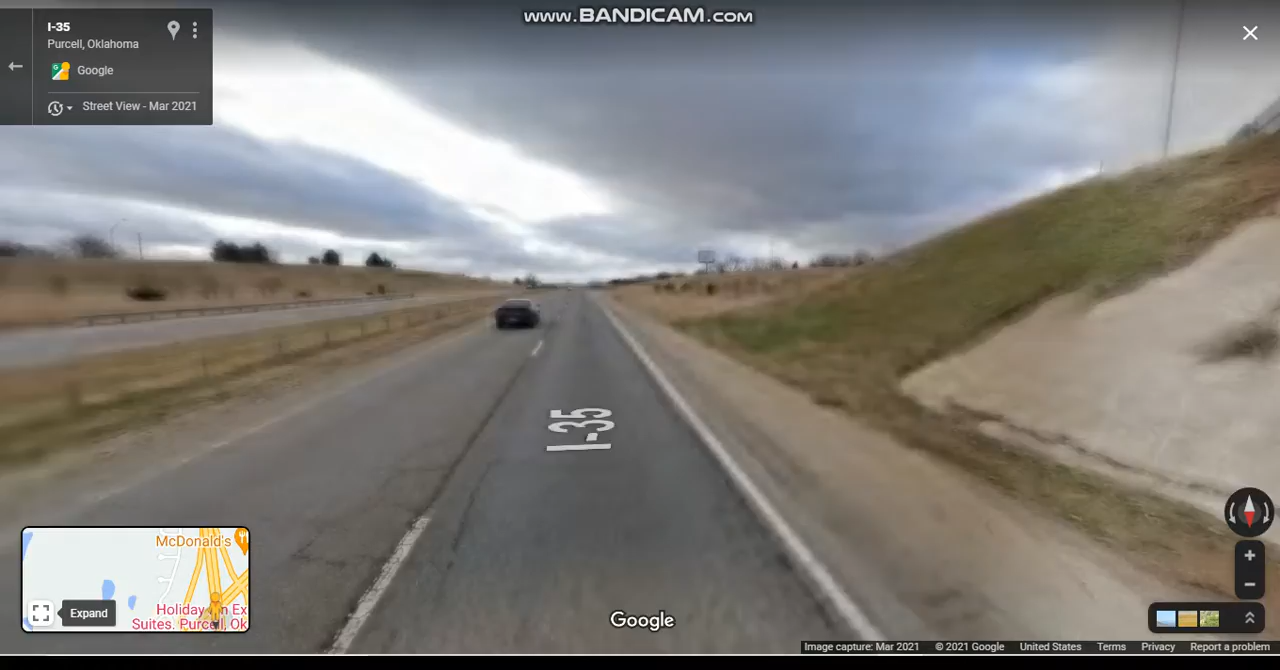 www.BANDICAM.com
I-35
Purcell, Oklahoma
Google
Street View - Mar 2021
I-35
McDonald's
Holiday Inn Ex
Suites. Purcell, Ok
Expand
Google
Image capture: Mar 2021 © 2021 Google United States Terms Privacy Report a problem